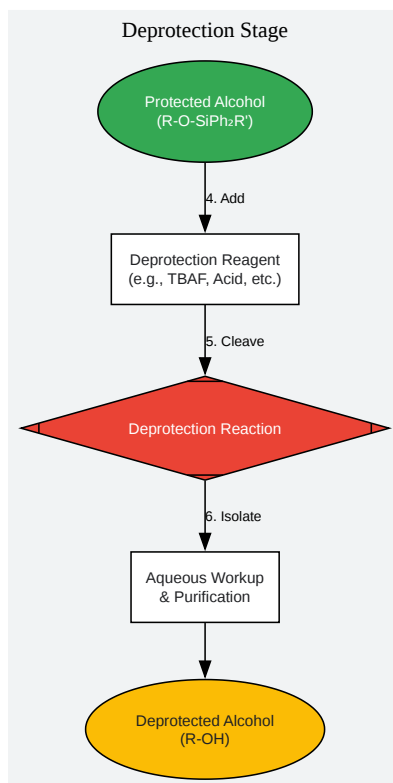 Deprotection Stage
Protected Alcohol
(R-O-SiPh₂R')
4. Add
Deprotection Reagent
(e.g., TBAF, Acid, etc.)
5. Cleave
Deprotection Reaction
6. Isolate
Aqueous Workup
& Purification
Deprotected Alcohol
(R-OH)